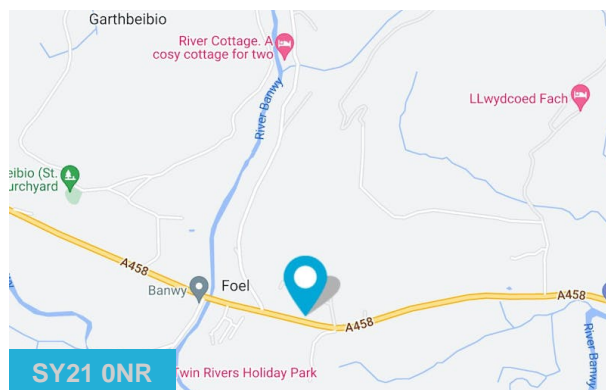 Garthbeibio
River Cottage. A
cosy cottage for two
LLwydcoed Fach
River Banwy
eibio (St.
urchyard
A458
Banwy
Foel
A458
A458
River
Banwy
SY21 0NR
Twin Rivers Holiday Park